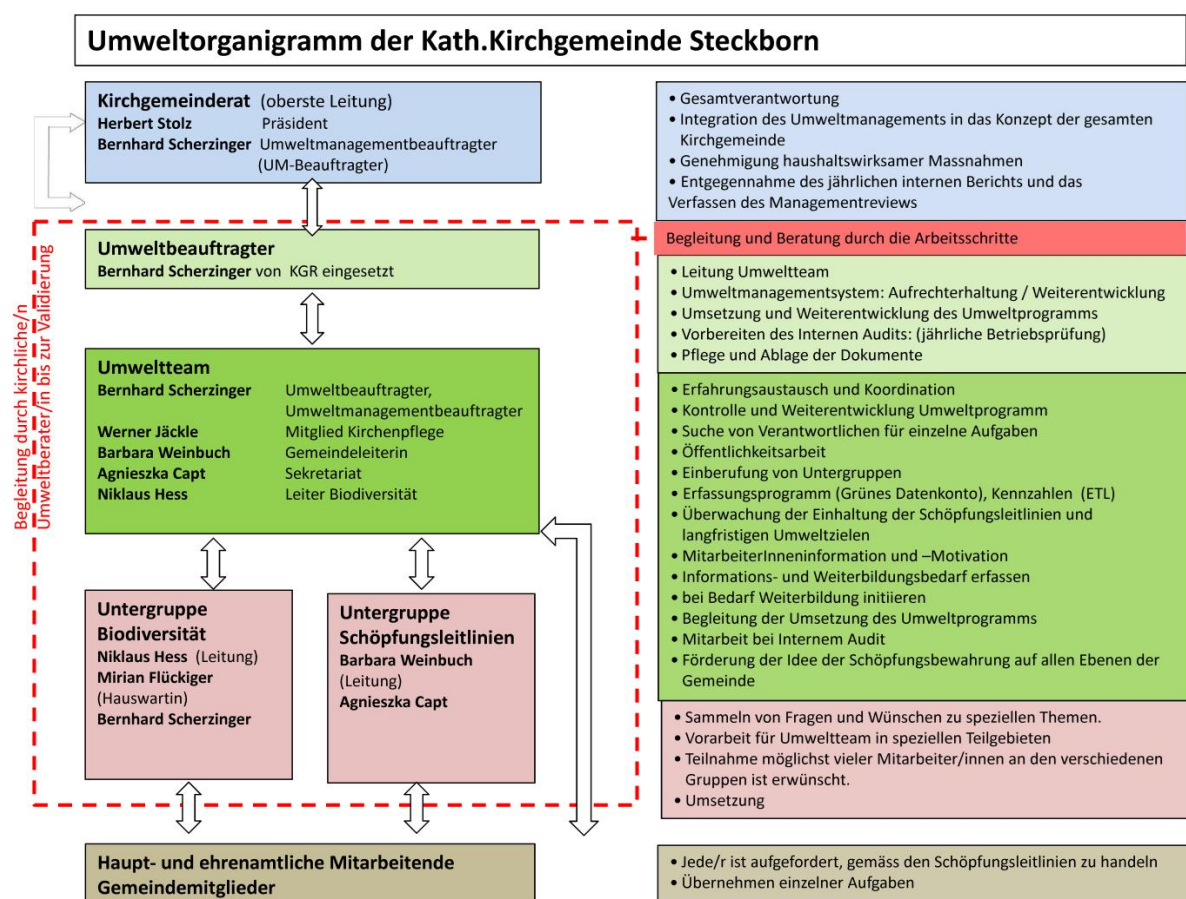 Umweltorganigramm der Kath.Kirchgemeinde Steckborn
Kirchgemeinderat (oberste Leitung)
Herbert Stolz Präsident
Bernhard Scherzinger Umweltmanagementbeauftragter
(UM-Beauftragter)
• Gesamtverantwortung
• Integration des Umweltmanagements in das Konzept der gesamten
Kirchgemeinde
• Genehmigung haushaltswirksamer Massnahmen
• Entgegennahme des jährlichen internen Berichts und das
Verfassen des Managementreviews
Begleitung durch kirchliche/n
Umweltberater/in bis zur Validierung
Begleitung und Beratung durch die Arbeitsschritte
Umweltbeauftragter
Bernhard Scherzinger von KGR eingesetzt
• Leitung Umweltteam
• Umweltmanagementsystem: Aufrechterhaltung / Weiterentwicklung
• Umsetzung und Weiterentwicklung des Umweltprogramms
• Vorbereiten des Internen Audits: (jährliche Betriebsprüfung)
• Pflege und Ablage der Dokumente
Umweltteam
Bernhard Scherzinger Umweltbeauftragter,
Umweltmanagementbeauftragter
Werner Jäckle Mitglied Kirchenpflege
Barbara Weinbuch Gemeindeleiterin
Agnieszka Capt Sekretariat
Niklaus Hess Leiter Biodiversität
• Erfahrungsaustausch und Koordination
• Kontrolle und Weiterentwicklung Umweltprogramm
• Suche von Verantwortlichen für einzelne Aufgaben
• Öffentlichkeitsarbeit
• Einberufung von Untergruppen
• Erfassungsprogramm (Grünes Datenkonto), Kennzahlen (ETL)
• Überwachung der Einhaltung der Schöpfungsleitlinien und
langfristigen Umweltzielen
• MitarbeiterInneninformation und –Motivation
• Informations- und Weiterbildungsbedarf erfassen
• bei Bedarf Weiterbildung initiieren
• Begleitung der Umsetzung des Umweltprogramms
• Mitarbeit bei Internem Audit
• Förderung der Idee der Schöpfungsbewahrung auf allen Ebenen der
Gemeinde
Untergruppe
Biodiversität
Niklaus Hess (Leitung)
Mirian Flückiger
(Hauswartin)
Bernhard Scherzinger
Untergruppe
Schöpfungsleitlinien
Barbara Weinbuch
(Leitung)
Agnieszka Capt
• Sammeln von Fragen und Wünschen zu speziellen Themen.
• Vorarbeit für Umweltteam in speziellen Teilgebieten
• Teilnahme möglichst vieler Mitarbeiter/innen an den verschiedenen
Gruppen ist erwünscht.
• Umsetzung
Haupt- und ehrenamtliche Mitarbeitende
Gemeindemitglieder
• Jede/r ist aufgefordert, gemäss den Schöpfungsleitlinien zu handeln
• Übernehmen einzelner Aufgaben